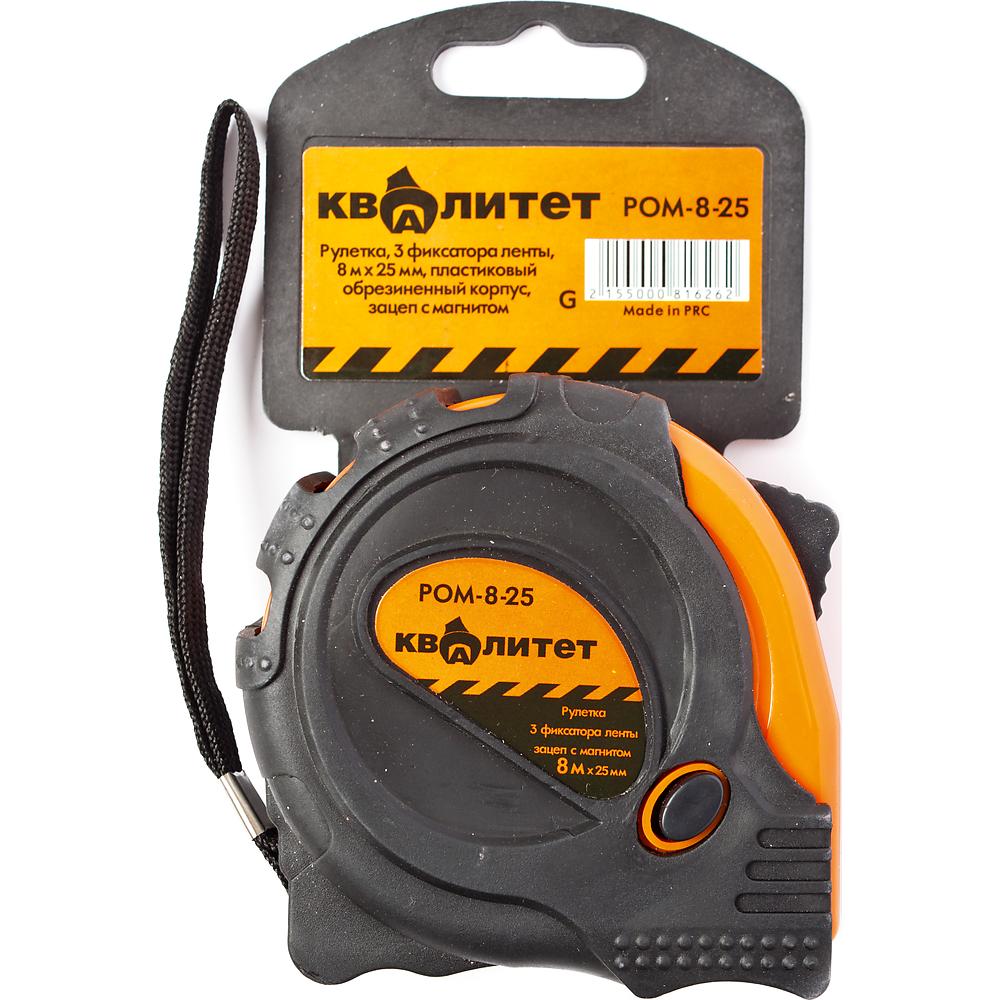 КВАЛИТЕТ РОМ-8-25
Рулетка, 3 фиксатора ленты,
8 м х 25 мм, пластиковый
обрезиненный корпус,
зацеп с магнитом
G
2 155000 816262
Made in PRC
РОМ-8-25
КВАЛИТЕТ
Рулетка
3 фиксатора ленты
зацеп с магнитом
8 М х 25 мм